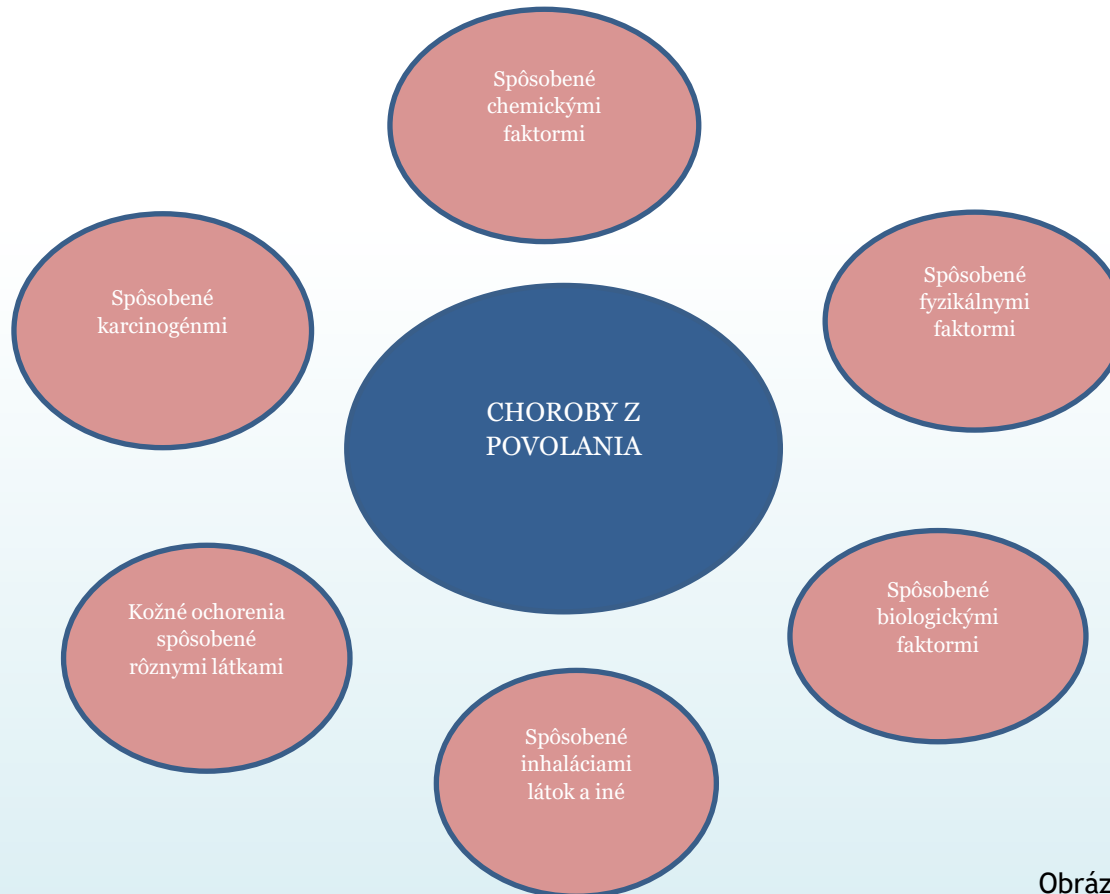 Spôsobené
chemickými
faktormi
Spôsobené
karcinogénmi
Spôsobené
fyzikálnymi
faktormi
CHOROBY Z
POVOLANIA
Kožné ochorenia
spôsobené
rôznymi látkami
Spôsobené
biologickými
faktormi
Spôsobené
inhaláciami
látok a iné
Obráz